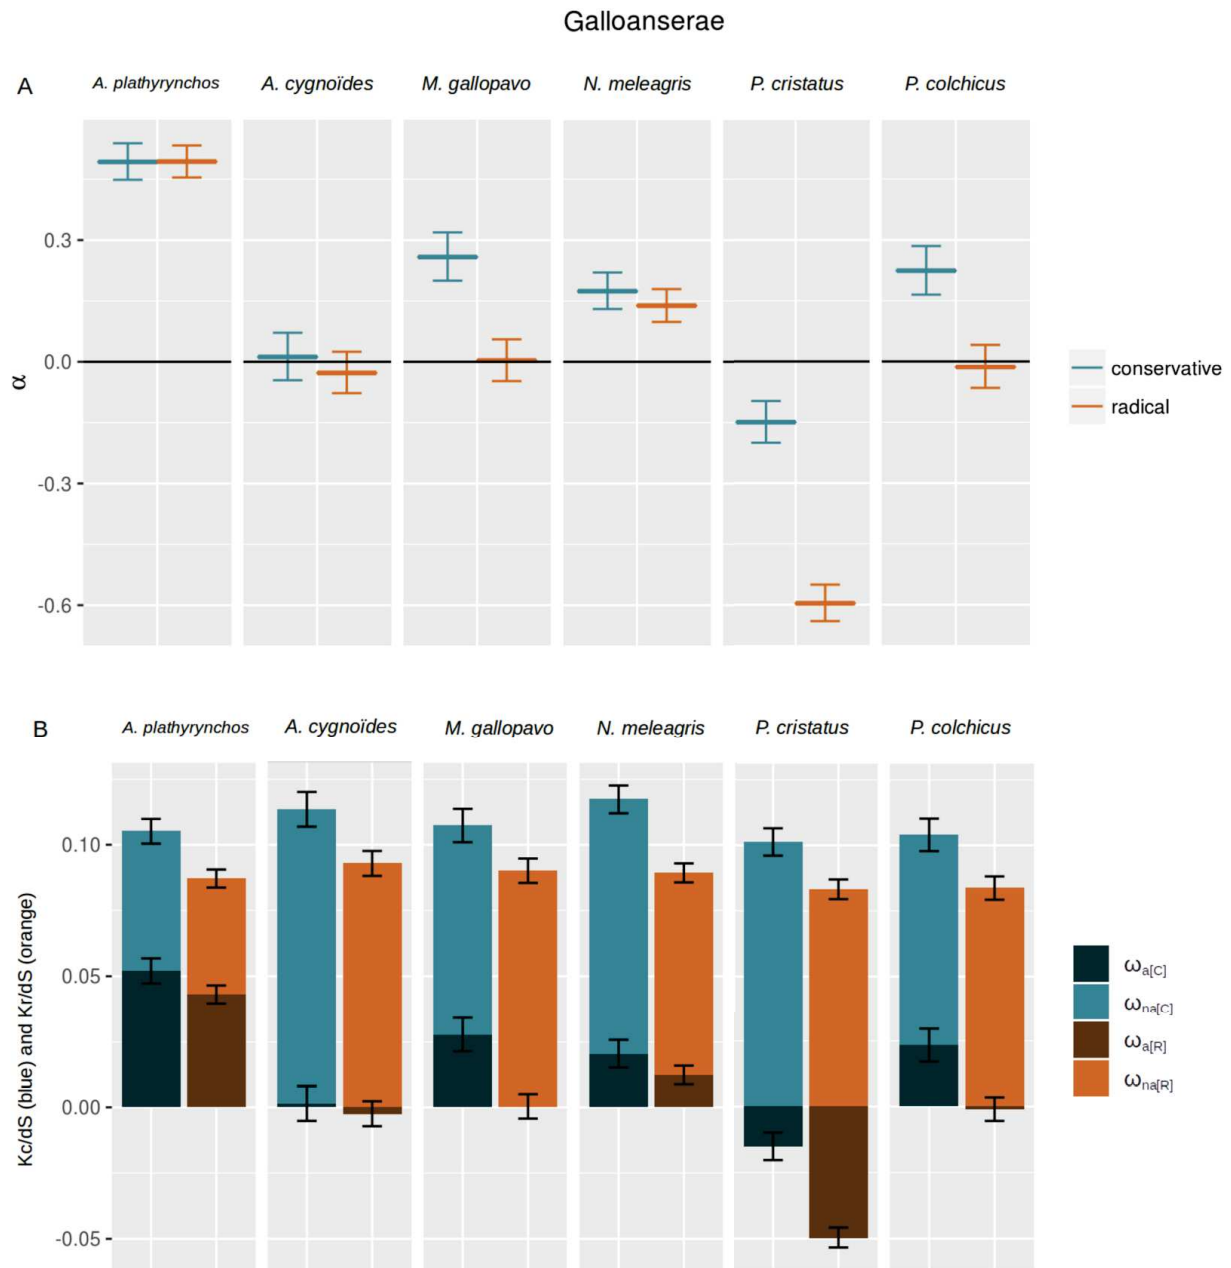 Galloanserae
A
A. plathyrynchos
A. cygnoïdes
M. gallopavo
N. meleagris
P. cristatus
P. colchicus
0.3
0.0
-0.3
-0.6
α
conservative
radical
B
A. plathyrynchos
A. cygnoïdes
M. gallopavo
N. meleagris
P. cristatus
P. colchicus
0.10
0.05
0.00
-0.05
Kc/dS (blue) and Kr/dS (orange)
ωa[C]
ωna[C]
ωa[R]
ωna[R]